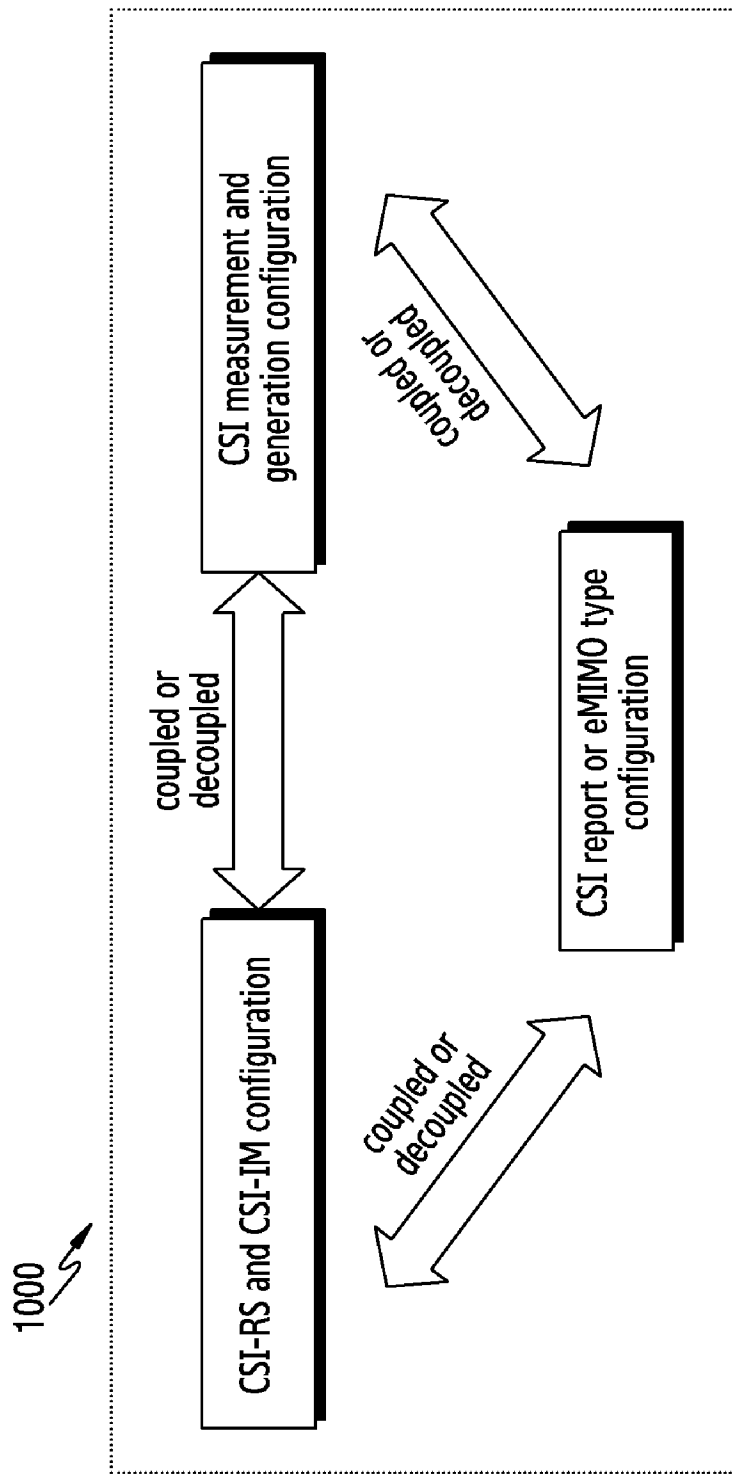 1000
CSI-RS and CSI-IM configuration
coupled or
decoupled
CSI measurement and
generation configuration
coupled or
decoupled
coupled or
decoupled
CSI report or eMIMO type
configuration